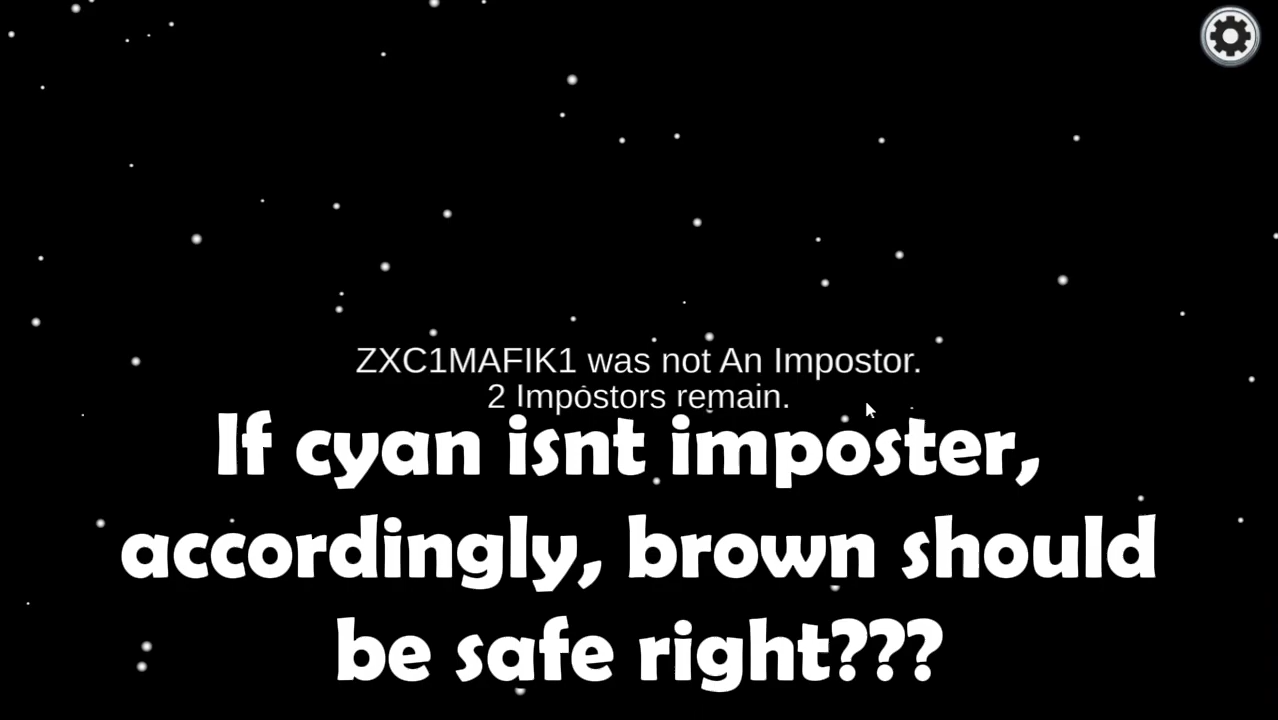 ZXC1MAFIK1 was not An Impostor.
2 Impostors remain.
If cyan isnt imposter,
accordingly, brown should
be safe right???